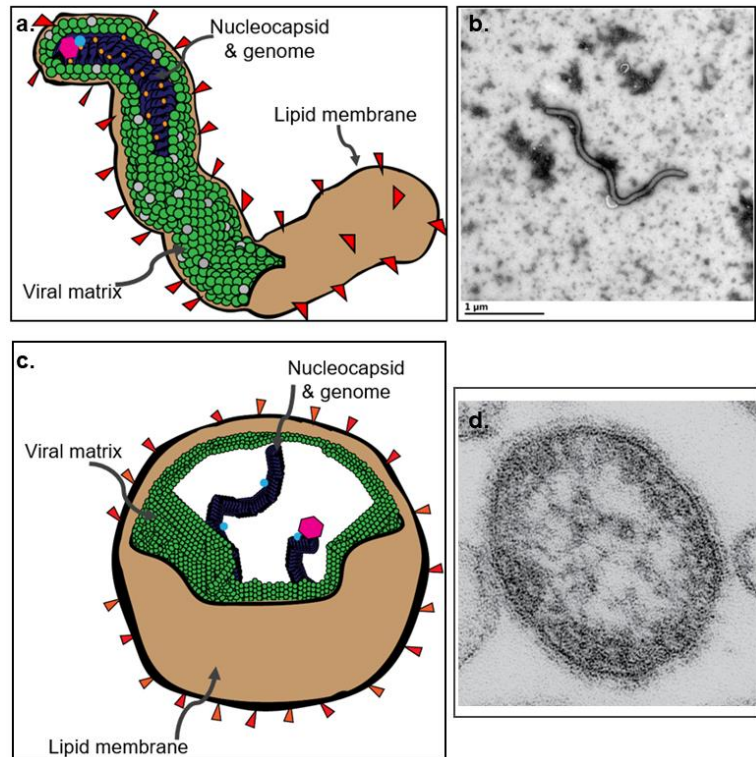 a.
Nucleocapsid
& genome
Lipid membrane
Viral matrix
b.
1 µm
c.
Nucleocapsid
& genome
Viral matrix
Lipid membrane
d.